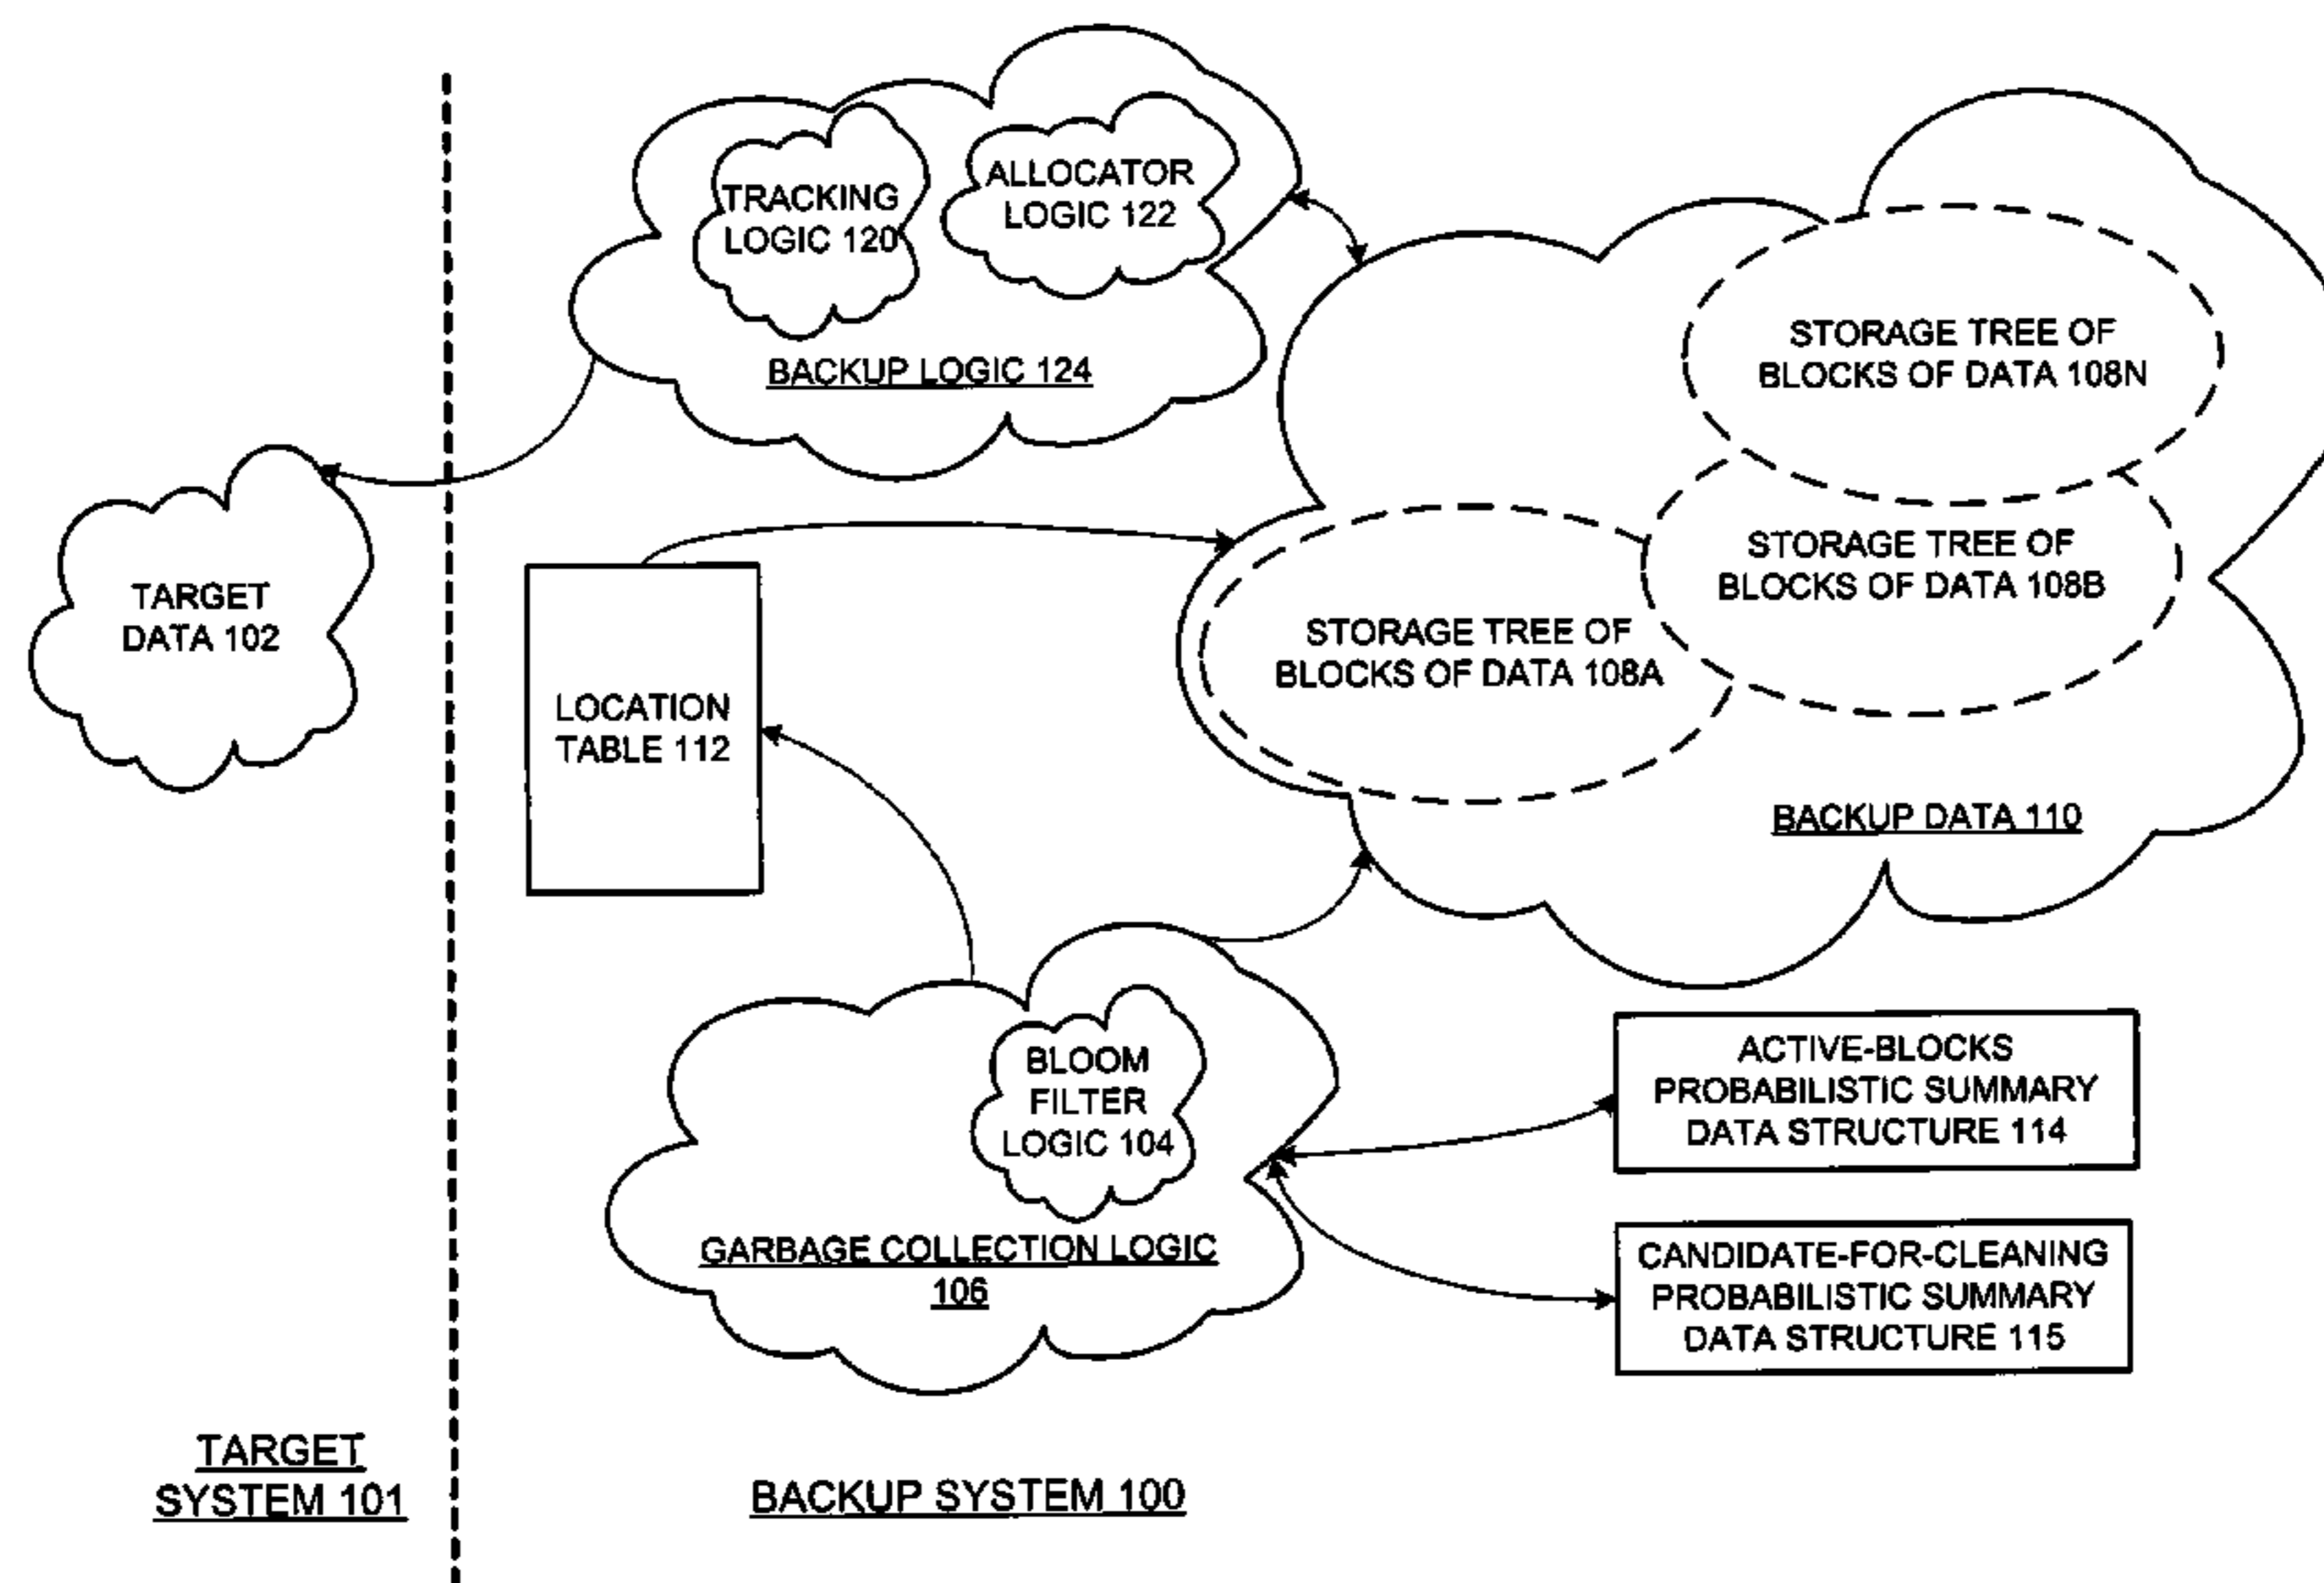 TRACKING
LOGIC 120
ALLOCATOR
LOGIC 122
BACKUP LOGIC 124
STORAGE TREE OF
BLOCKS OF DATA 108N
STORAGE TREE OF
BLOCKS OF DATA 108B
STORAGE TREE OF
BLOCKS OF DATA 108A
BACKUP DATA 110
TARGET
DATA 102
LOCATION
TABLE 112
BLOOM
FILTER
LOGIC 104
GARBAGE COLLECTION LOGIC
106
ACTIVE-BLOCKS
PROBABILISTIC SUMMARY
DATA STRUCTURE 114
CANDIDATE-FOR-CLEANING
PROBABILISTIC SUMMARY
DATA STRUCTURE 115
TARGET
SYSTEM 101
BACKUP SYSTEM 100